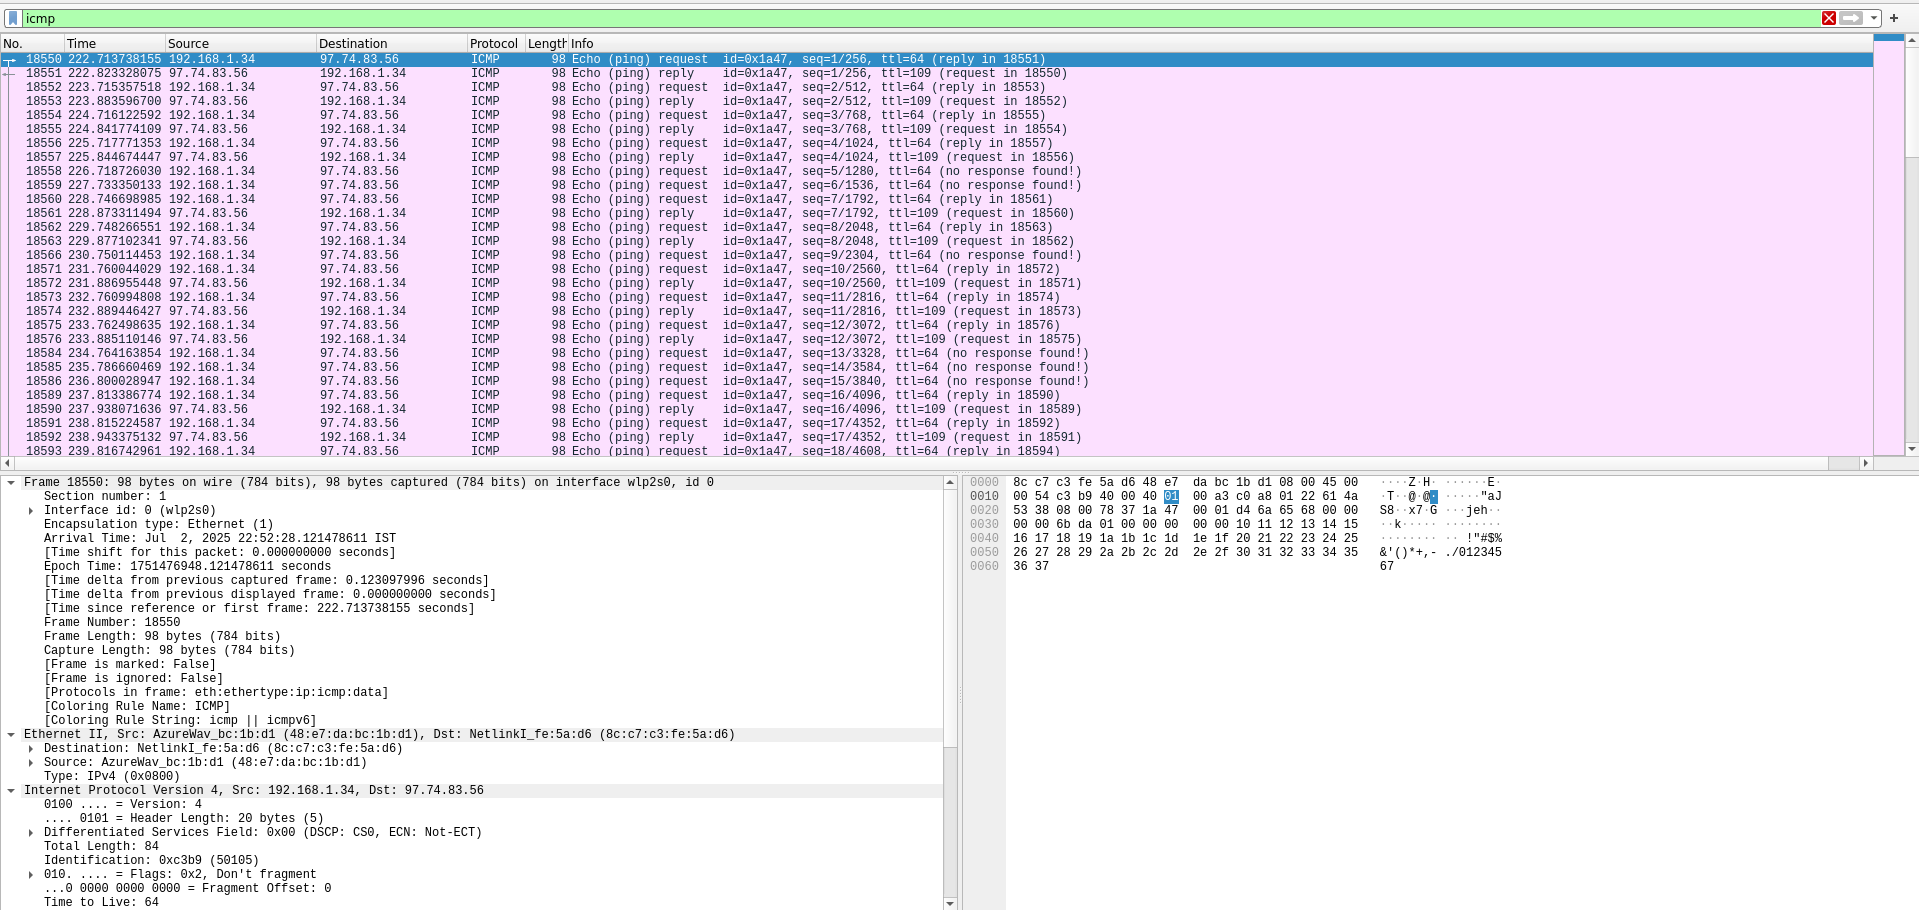 icmp
No. Time Source Destination Protocol Length Info
18550 222.713738155 192.168.1.34 97.74.83.56 ICMP 98 Echo (ping) request id=0x1a47, seq=1/256, ttl=64 (reply in 18551)
18551 222.823328075 97.74.83.56 192.168.1.34 ICMP 98 Echo (ping) reply id=0x1a47, seq=1/256, ttl=109 (request in 18550)
18552 223.715357518 192.168.1.34 97.74.83.56 ICMP 98 Echo (ping) request id=0x1a47, seq=2/512, ttl=64 (reply in 18553)
18553 223.883596700 97.74.83.56 192.168.1.34 ICMP 98 Echo (ping) reply id=0x1a47, seq=2/512, ttl=109 (request in 18552)
18554 224.716122592 192.168.1.34 97.74.83.56 ICMP 98 Echo (ping) request id=0x1a47, seq=3/768, ttl=64 (reply in 18555)
18555 224.841774109 97.74.83.56 192.168.1.34 ICMP 98 Echo (ping) reply id=0x1a47, seq=3/768, ttl=109 (request in 18554)
18556 225.717771353 192.168.1.34 97.74.83.56 ICMP 98 Echo (ping) request id=0x1a47, seq=4/1024, ttl=64 (reply in 18557)
18557 225.844674447 97.74.83.56 192.168.1.34 ICMP 98 Echo (ping) reply id=0x1a47, seq=4/1024, ttl=109 (request in 18556)
18558 226.718726030 192.168.1.34 97.74.83.56 ICMP 98 Echo (ping) request id=0x1a47, seq=5/1280, ttl=64 (no response found!)
18559 227.733350133 192.168.1.34 97.74.83.56 ICMP 98 Echo (ping) request id=0x1a47, seq=6/1536, ttl=64 (no response found!)
18560 228.746698985 192.168.1.34 97.74.83.56 ICMP 98 Echo (ping) request id=0x1a47, seq=7/1792, ttl=64 (reply in 18561)
18561 228.873311494 97.74.83.56 192.168.1.34 ICMP 98 Echo (ping) reply id=0x1a47, seq=7/1792, ttl=109 (request in 18560)
18562 229.748266551 192.168.1.34 97.74.83.56 ICMP 98 Echo (ping) request id=0x1a47, seq=8/2048, ttl=64 (reply in 18563)
18563 229.877102341 97.74.83.56 192.168.1.34 ICMP 98 Echo (ping) reply id=0x1a47, seq=8/2048, ttl=109 (request in 18562)
18566 230.750114453 192.168.1.34 97.74.83.56 ICMP 98 Echo (ping) request id=0x1a47, seq=9/2304, ttl=64 (no response found!)
18571 231.760044029 192.168.1.34 97.74.83.56 ICMP 98 Echo (ping) request id=0x1a47, seq=10/2560, ttl=64 (reply in 18572)
18572 231.886955448 97.74.83.56 192.168.1.34 ICMP 98 Echo (ping) reply id=0x1a47, seq=10/2560, ttl=109 (request in 18571)
18573 232.760994808 192.168.1.34 97.74.83.56 ICMP 98 Echo (ping) request id=0x1a47, seq=11/2816, ttl=64 (reply in 18574)
18574 232.889446427 97.74.83.56 192.168.1.34 ICMP 98 Echo (ping) reply id=0x1a47, seq=11/2816, ttl=109 (request in 18573)
18575 233.762498635 192.168.1.34 97.74.83.56 ICMP 98 Echo (ping) request id=0x1a47, seq=12/3072, ttl=64 (reply in 18576)
18576 233.885110146 97.74.83.56 192.168.1.34 ICMP 98 Echo (ping) reply id=0x1a47, seq=12/3072, ttl=109 (request in 18575)
18584 234.764163854 192.168.1.34 97.74.83.56 ICMP 98 Echo (ping) request id=0x1a47, seq=13/3328, ttl=64 (no response found!)
18585 235.786660469 192.168.1.34 97.74.83.56 ICMP 98 Echo (ping) request id=0x1a47, seq=14/3584, ttl=64 (no response found!)
18586 236.800028947 192.168.1.34 97.74.83.56 ICMP 98 Echo (ping) request id=0x1a47, seq=15/3840, ttl=64 (no response found!)
18589 237.813386774 192.168.1.34 97.74.83.56 ICMP 98 Echo (ping) request id=0x1a47, seq=16/4096, ttl=64 (reply in 18590)
18590 237.938071636 97.74.83.56 192.168.1.34 ICMP 98 Echo (ping) reply id=0x1a47, seq=16/4096, ttl=109 (request in 18589)
18591 238.815224587 192.168.1.34 97.74.83.56 ICMP 98 Echo (ping) request id=0x1a47, seq=17/4352, ttl=64 (reply in 18592)
18592 238.943375132 97.74.83.56 192.168.1.34 ICMP 98 Echo (ping) reply id=0x1a47, seq=17/4352, ttl=109 (request in 18591)
18593 239.816742961 192.168.1.34 97.74.83.56 ICMP 98 Echo (ping) request id=0x1a47, seq=18/4608, ttl=64 (reply in 18594)
Frame 18550: 98 bytes on wire (784 bits), 98 bytes captured (784 bits) on interface wlp2s0, id 0
Section number: 1
Interface id: 0 (wlp2s0)
Encapsulation type: Ethernet (1)
Arrival Time: Jul  2, 2025 22:52:28.121478611 IST
[Time shift for this packet: 0.000000000 seconds]
Epoch Time: 1751476948.121478611 seconds
[Time delta from previous captured frame: 0.123097996 seconds]
[Time delta from previous displayed frame: 0.000000000 seconds]
[Time since reference or first frame: 222.713738155 seconds]
Frame Number: 18550
Frame Length: 98 bytes (784 bits)
Capture Length: 98 bytes (784 bits)
[Frame is marked: False]
[Frame is ignored: False]
[Protocols in frame: eth:ethertype:ip:icmp:data]
[Coloring Rule Name: ICMP]
[Coloring Rule String: icmp || icmpv6]
Ethernet II, Src: AzureWav_bc:1b:d1 (48:e7:da:bc:1b:d1), Dst: NetlinkI_fe:5a:d6 (8c:c7:c3:fe:5a:d6)
Destination: NetlinkI_fe:5a:d6 (8c:c7:c3:fe:5a:d6)
Source: AzureWav_bc:1b:d1 (48:e7:da:bc:1b:d1)
Type: IPv4 (0x0800)
Internet Protocol Version 4, Src: 192.168.1.34, Dst: 97.74.83.56
0100 .... = Version: 4
.... 0101 = Header Length: 20 bytes (5)
Differentiated Services Field: 0x00 (DSCP: CS0, ECN: Not-ECT)
Total Length: 84
Identification: 0xc3b9 (50105)
010. .... = Flags: 0x2, Don't fragment
...0 0000 0000 0000 = Fragment Offset: 0
Time to Live: 64
0000 8c c7 c3 fe 5a d6 48 e7 da bc 1b d1 08 00 45 00 ····Z·H· ······E·
0010 00 54 c3 b9 40 00 40 01 00 a3 c0 a8 01 22 61 4a ·T··@·@· ·····"aJ
0020 53 38 08 00 78 37 1a 47 00 01 d4 6a 65 68 00 00 S8··x7·G ···jeh··
0030 00 00 6b da 01 00 00 00 00 00 10 11 12 13 14 15 ··k····· ········
0040 16 17 18 19 1a 1b 1c 1d 1e 1f 20 21 22 23 24 25 ········ ·· !"#$%
0050 26 27 28 29 2a 2b 2c 2d 2e 2f 30 31 32 33 34 35 &'()*+,- ./012345
0060 36 37 67